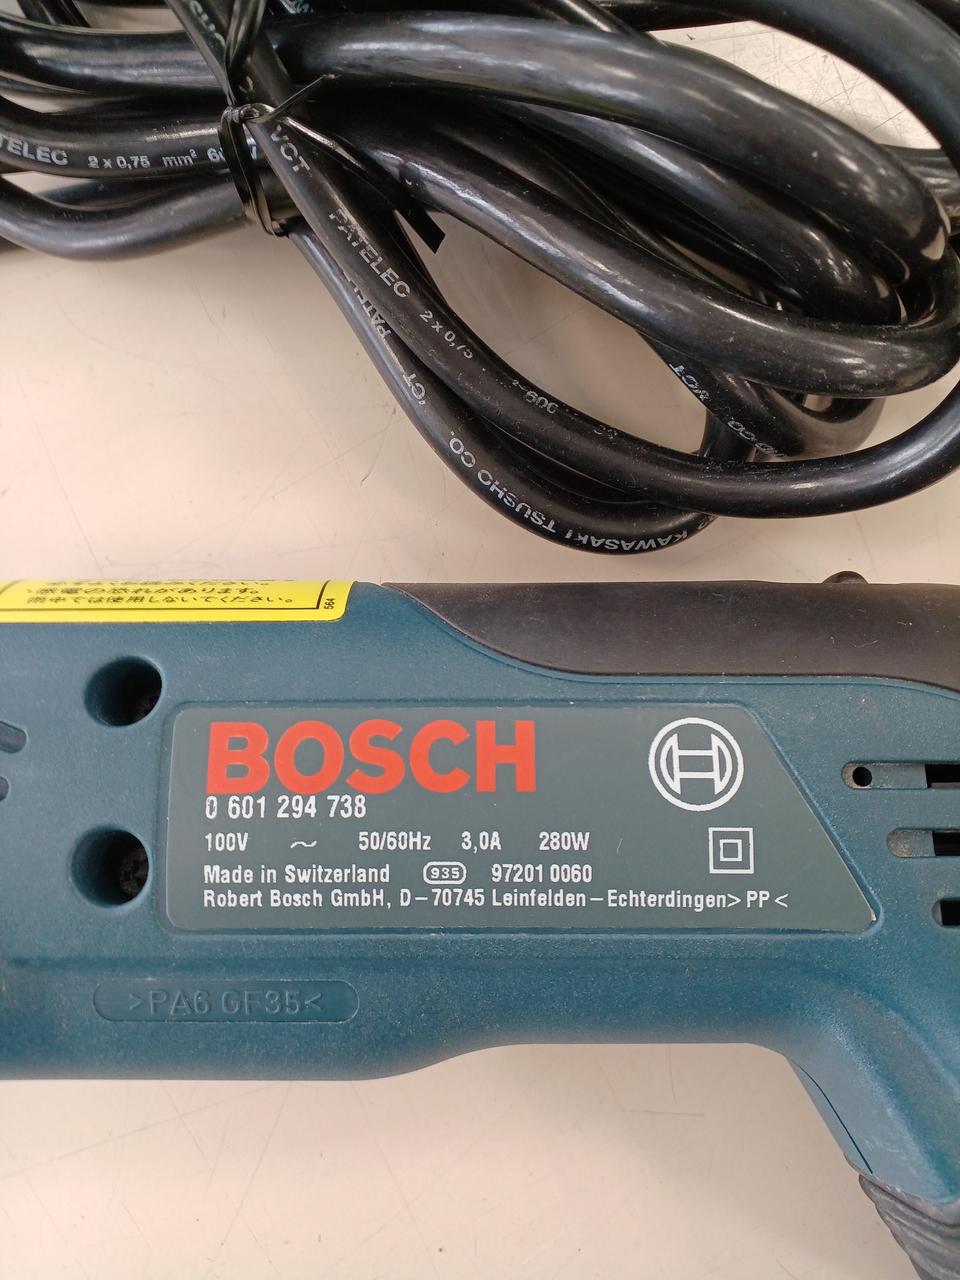 VCT
PATELEC 2 x 0,75 mm² 60
PATELEC 2 x 0,75
600
VCT
KAWASAKI TSUSHO CO.
感電の恐れがあります。
雨中では使用しないでください。
564
BOSCH
0 601 294 738
100V ~ 50/60Hz 3,0A 280W
Made in Switzerland 935 97201 0060
Robert Bosch GmbH, D-70745 Leinfelden-Echterdingen>PP<
>PA6 GF35<